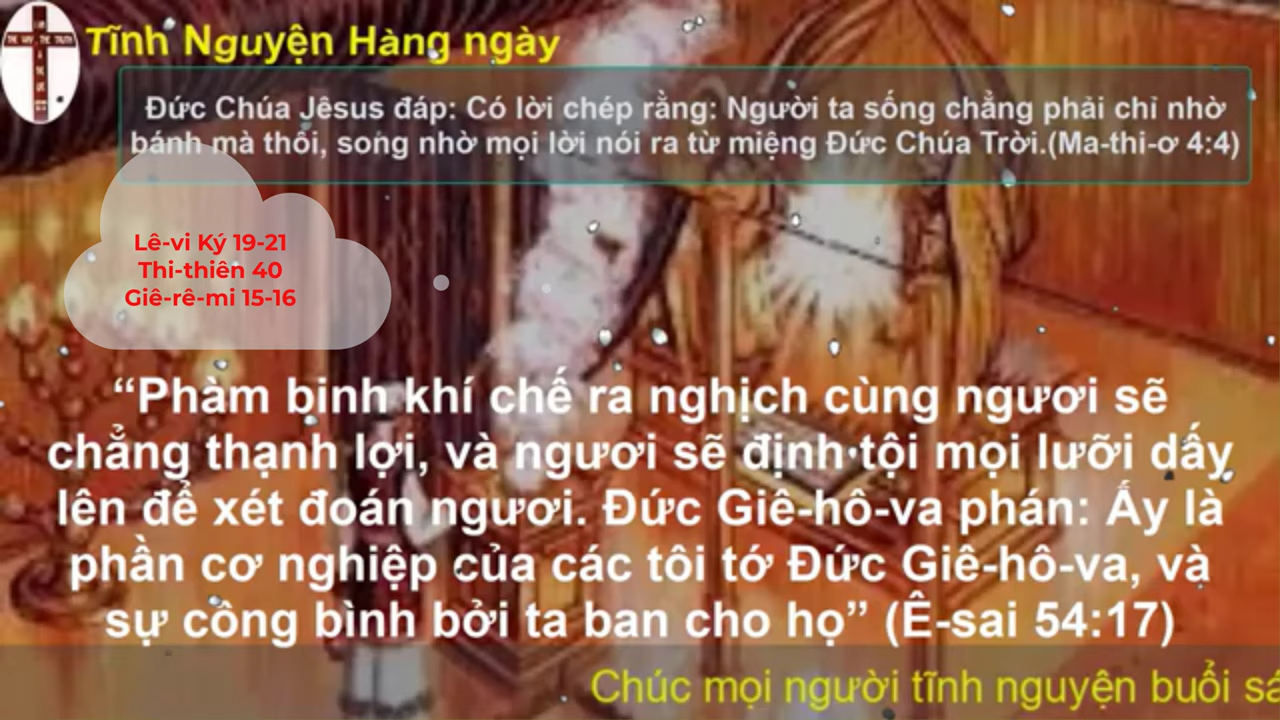 Tĩnh Nguyện Hàng ngày
Đức Chúa Jêsus đáp: Có lời chép rằng: Người ta sống chẳng phải chỉ nhờ
bánh mà thôi, song nhờ mọi lời nói ra từ miệng Đức Chúa Trời.(Ma-thi-ơ 4:4)
Lê-vi Ký 19-21
Thi-thiên 40
Giê-rê-mi 15-16
“Phàm binh khí chế ra nghịch cùng ngươi sẽ
chẳng thạnh lợi, và ngươi sẽ định tội mọi lưỡi dấy
lên để xét đoán ngươi. Đức Giê-hô-va phán: Ấy là
phần cơ nghiệp của các tôi tớ Đức Giê-hô-va, và
sự công bình bởi ta ban cho họ” (Ê-sai 54:17)
Chúc mọi người tĩnh nguyện buổi